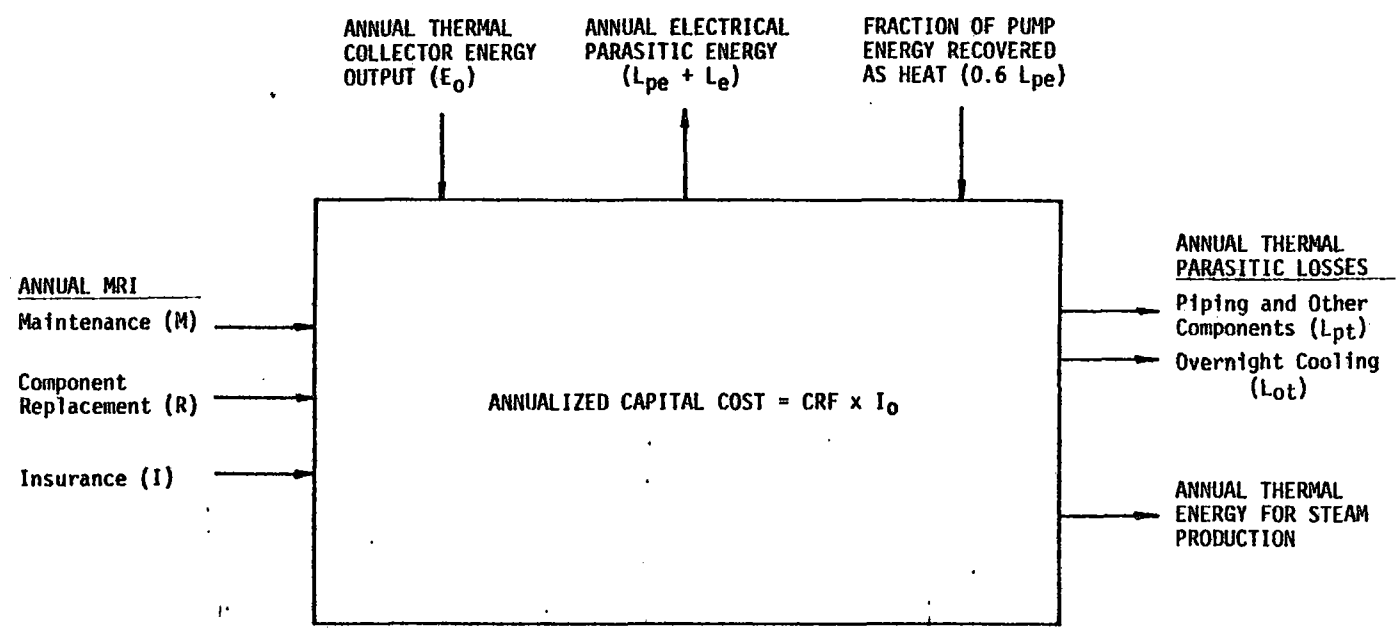 ANNUAL THERMAL
COLLECTOR ENERGY
OUTPUT (Eo)
ANNUAL ELECTRICAL
PARASITIC ENERGY
(Lpe + Le)
FRACTION OF PUMP
ENERGY RECOVERED
AS HEAT (0.6 Lpe)
ANNUAL MRI
Maintenance (M)
Component
Replacement (R)
Insurance (I)
ANNUALIZED CAPITAL COST = CRF x Io
ANNUAL THERMAL
PARASITIC LOSSES
Piping and Other
Components (Lpt)
Overnight Cooling
(Lot)
ANNUAL THERMAL
ENERGY FOR STEAM
PRODUCTION